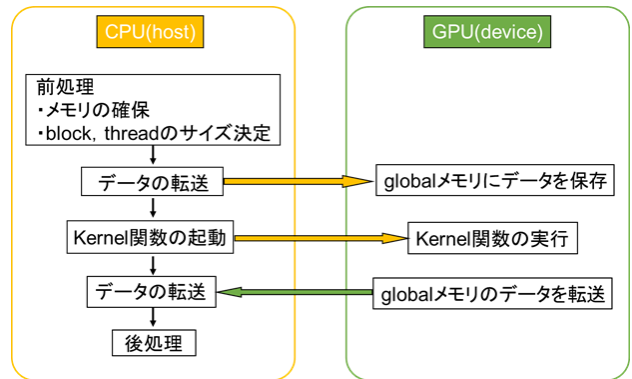 CPU(host)
GPU(device)
前処理
・メモリの確保
・block, threadのサイズ決定
データの転送
globalメモリにデータを保存
Kernel関数の起動
Kernel関数の実行
データの転送
globalメモリのデータを転送
後処理